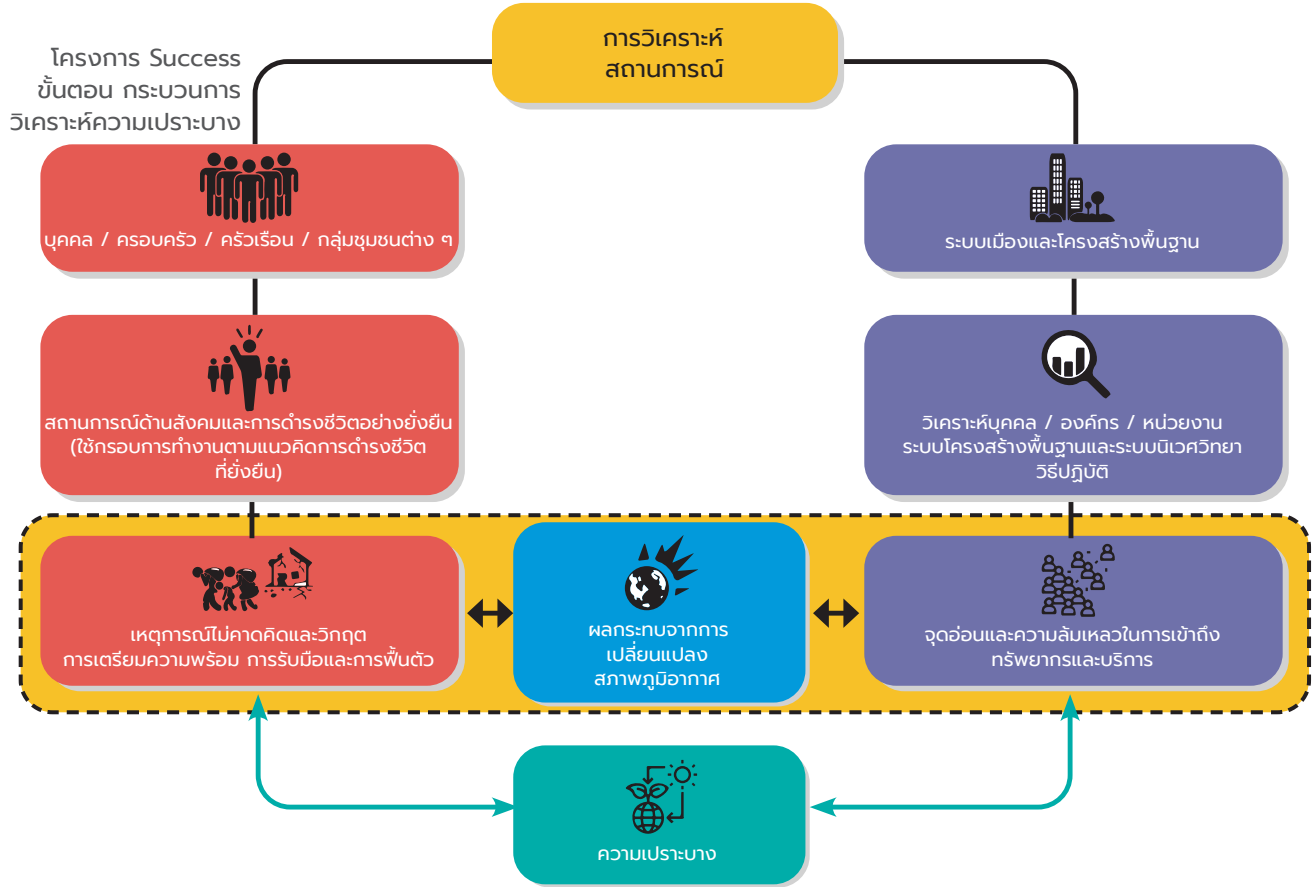 โครงการ Success
ขั้นตอน กระบวนการ
วิเคราะห์ความเปราะบาง
การวิเคราะห์
สถานการณ์
บุคคล / ครอบครัว / ครัวเรือน / กลุ่มชุมชนต่าง ๆ
ระบบเมืองและโครงสร้างพื้นฐาน
สถานการณ์ด้านสังคมและการดำรงชีวิตอย่างยั่งยืน
(ใช้กรอบการทำงานตามแนวคิดการดำรงชีวิต
ที่ยั่งยืน)
วิเคราะห์บุคคล / องค์กร / หน่วยงาน
ระบบโครงสร้างพื้นฐานและระบบนิเวศวิทยา
วิธีปฏิบัติ
เหตุการณ์ไม่คาดคิดและวิกฤต
การเตรียมความพร้อม การรับมือและการฟื้นตัว
ผลกระทบจากการ
เปลี่ยนแปลง
สภาพภูมิอากาศ
จุดอ่อนและความล้มเหลวในการเข้าถึง
ทรัพยากรและบริการ
ความเปราะบาง